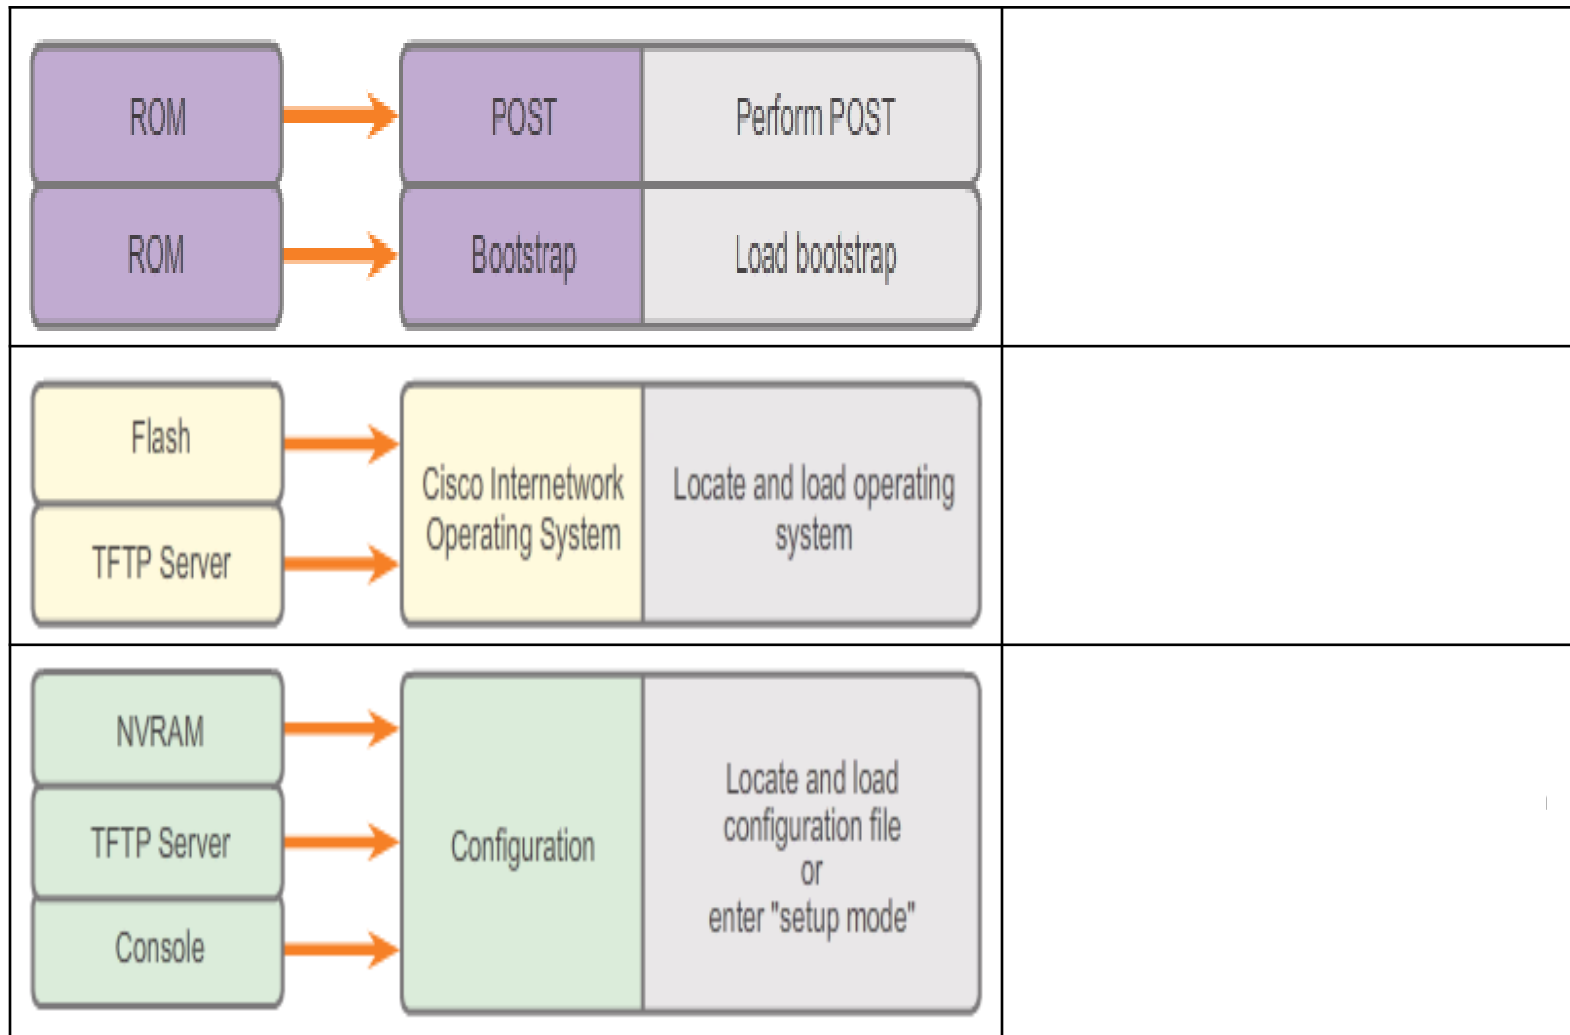 ROM
POST
Perform POST
ROM
Bootstrap
Load bootstrap
Flash
TFTP Server
Cisco Internetwork
Operating System
Locate and load operating
system
NVRAM
TFTP Server
Console
Configuration
Locate and load
configuration file
or
enter "setup mode"